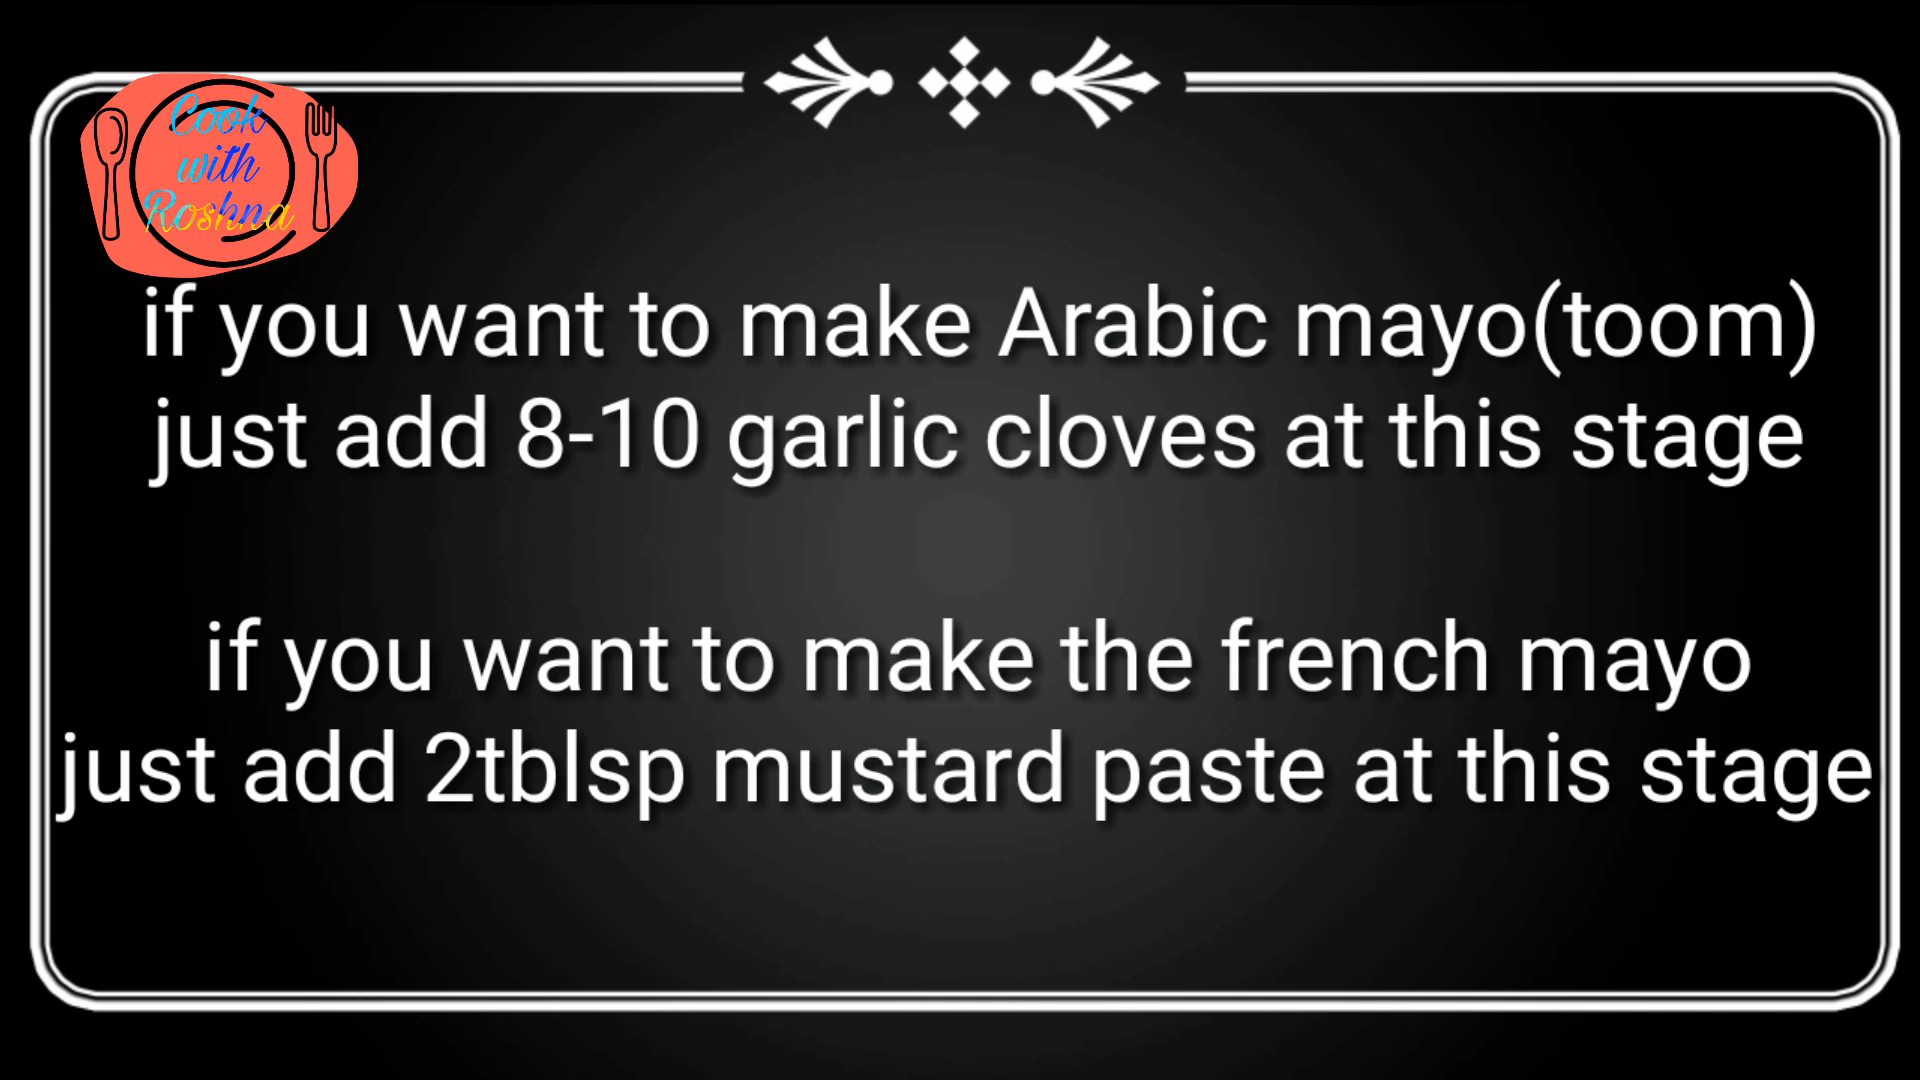 Cook
with
Roshna
if you want to make Arabic mayo(toom)
just add 8-10 garlic cloves at this stage
if you want to make the french mayo
just add 2tblsp mustard paste at this stage